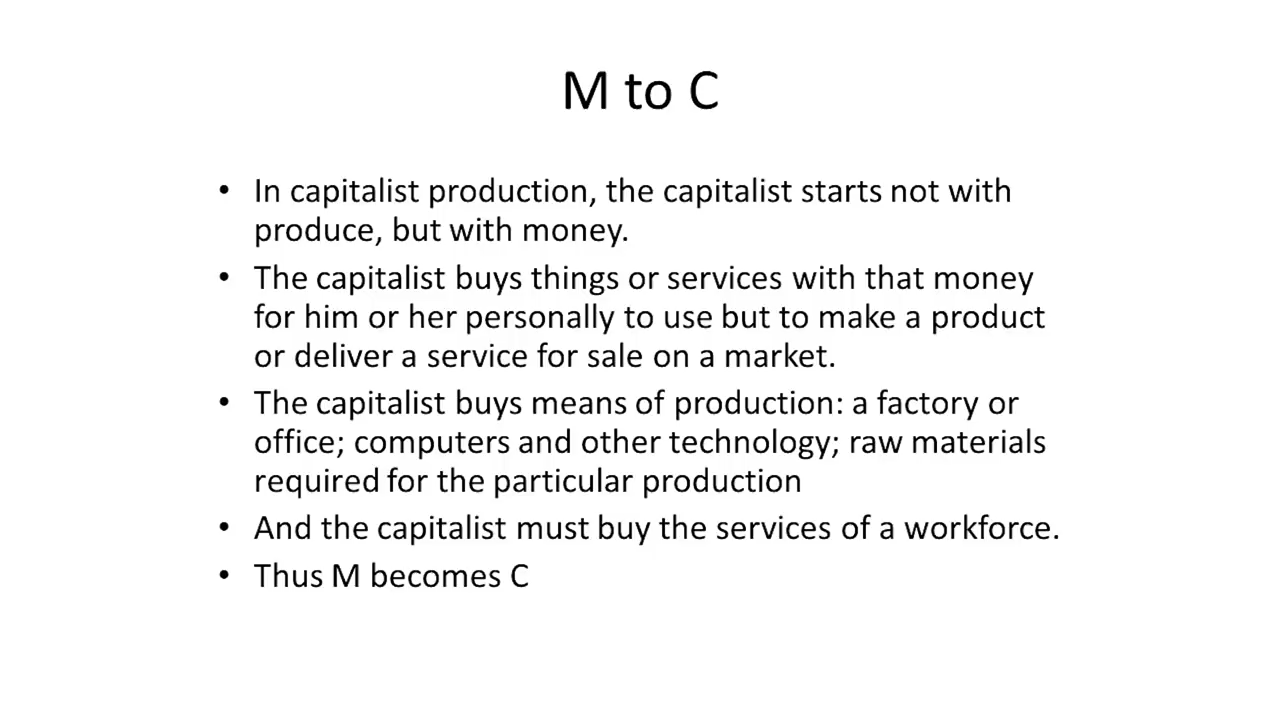 M to C
• In capitalist production, the capitalist starts not with
produce, but with money.
• The capitalist buys things or services with that money
for him or her personally to use but to make a product
or deliver a service for sale on a market.
• The capitalist buys means of production: a factory or
office; computers and other technology; raw materials
required for the particular production
• And the capitalist must buy the services of a workforce.
• Thus M becomes C